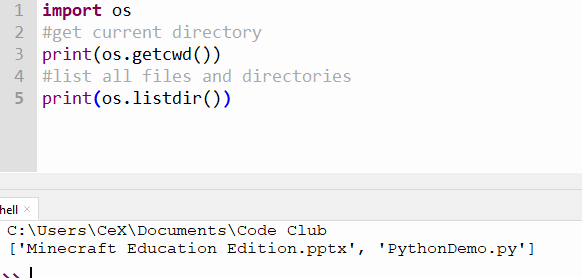 1 import os
2 #get current directory
3 print(os.getcwd())
4 #list all files and directories
5 print(os.listdir())
hell ×
C:\Users\CeX\Documents\Code Club
['Minecraft Education Edition.pptx', 'PythonDemo.py']
>>